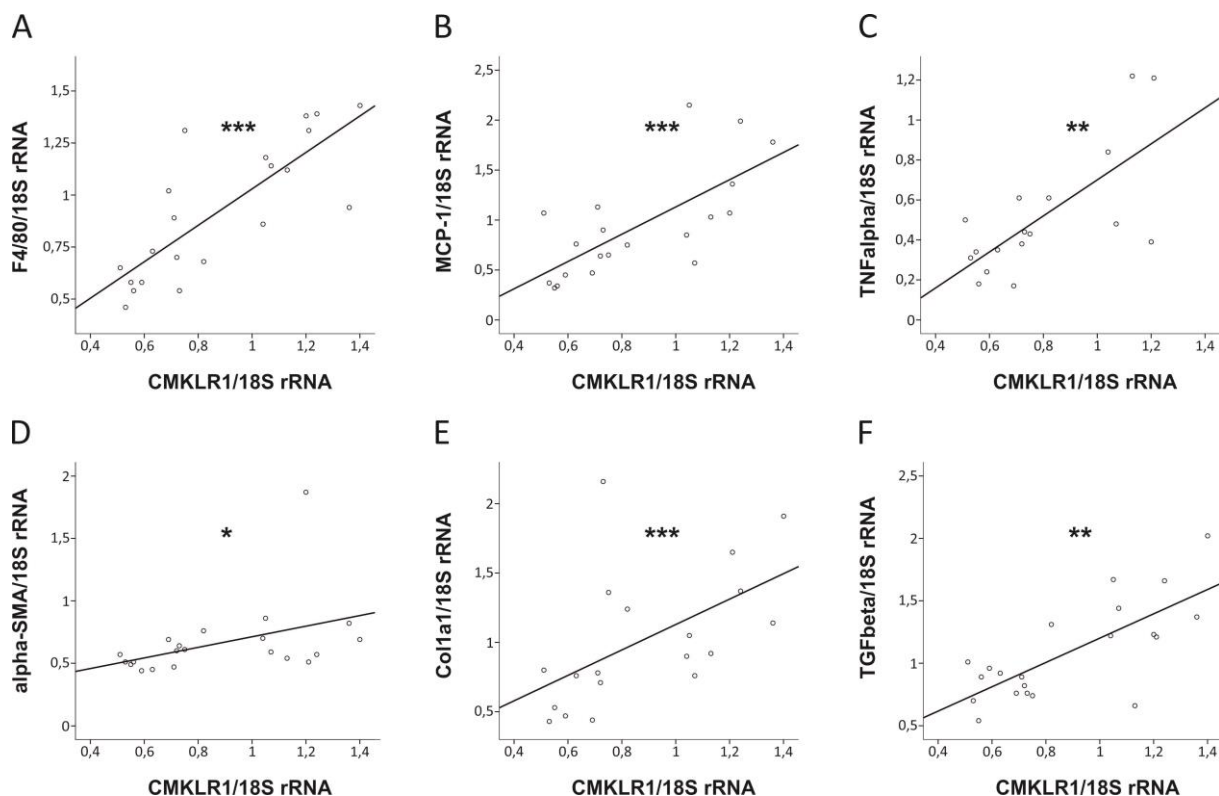 A
F4/80/18S rRNA
1,5
1,25
1
0,75
0,5
***
0,4 0,6 0,8 1 1,2 1,4
CMKLR1/18S rRNA
B
MCP-1/18S rRNA
2,5
2
1,5
1
0,5
0
***
0,4 0,6 0,8 1 1,2 1,4
CMKLR1/18S rRNA
C
TNFalpha/18S rRNA
1,2
1
0,8
0,6
0,4
0,2
0
**
0,4 0,6 0,8 1 1,2 1,4
CMKLR1/18S rRNA
D
alpha-SMA/18S rRNA
2
1,5
1
0,5
0
*
0,4 0,6 0,8 1 1,2 1,4
CMKLR1/18S rRNA
E
Col1a1/18S rRNA
2
1,5
1
0,5
***
0,4 0,6 0,8 1 1,2 1,4
CMKLR1/18S rRNA
F
TGFbeta/18S rRNA
2,5
2
1,5
1
0,5
**
0,4 0,6 0,8 1 1,2 1,4
CMKLR1/18S rRNA